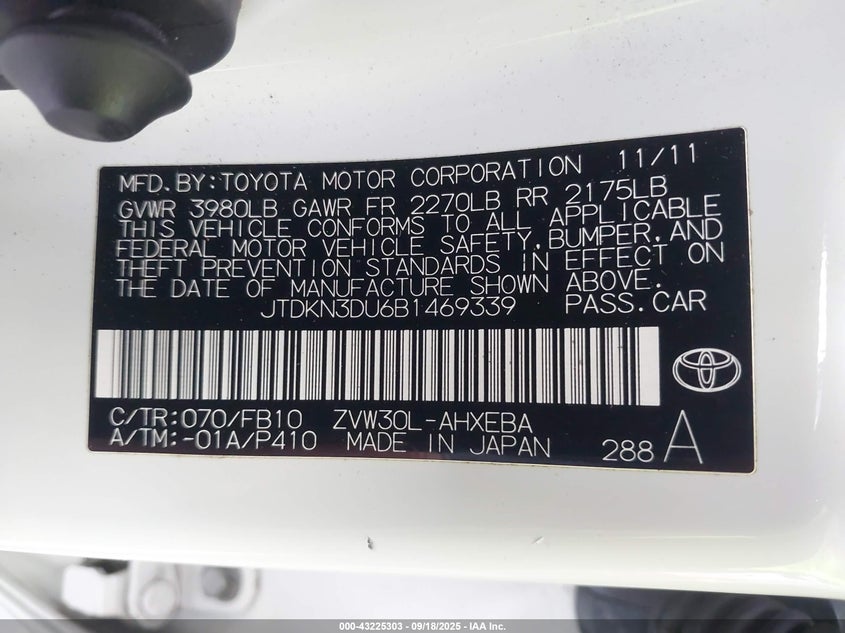 MFD.BY:TOYOTA MOTOR CORPORATION 11/11
GVWR 3980LB GAWR FR 2270LB RR 2175LB
THIS VEHICLE CONFORMS TO ALL APPLICABLE
FEDERAL MOTOR VEHICLE SAFETY,BUMPER,AND
THEFT PREVENTION STANDARDS IN EFFECT ON
THE DATE OF MANUFACTURE SHOWN ABOVE.
JTDKN3DU6B1469339 PASS.CAR
C/TR:070/FB10 ZVW30L-AHXEBA
A/TM:-01A/P410 MADE IN JAPAN 288 A
000-43225303 - 09/18/2025 - IAA Inc.